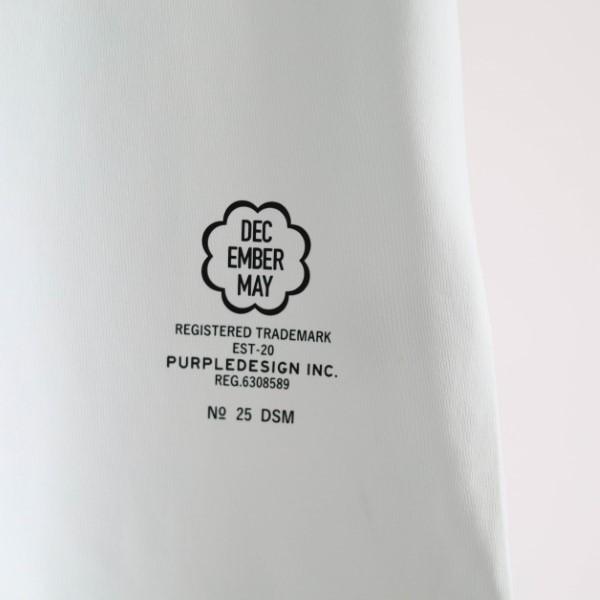 DEC
EMBER
MAY
REGISTERED TRADEMARK
EST-20
PURPLEDESIGN INC.
REG.6308589
№ 25 DSM